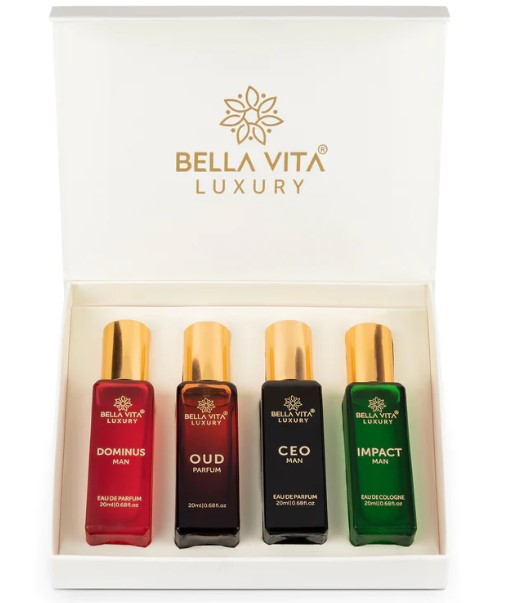 BELLA VITA®
LUXURY
BELLA VITA®
LUXURY
DOMINUS
MAN
EAU DE PARFUM
20ml|0.68fl.oz
BELLA VITA®
LUXURY
OUD
PARFUM
20ml|0.68fl.oz
BELLA VITA®
LUXURY
CEO
MAN
EAU DE PARFUM
20ml|0.68fl.oz
BELLA VITA®
LUXURY
IMPACT
MAN
EAU DE COLOGNE
20ml|0.68fl.oz